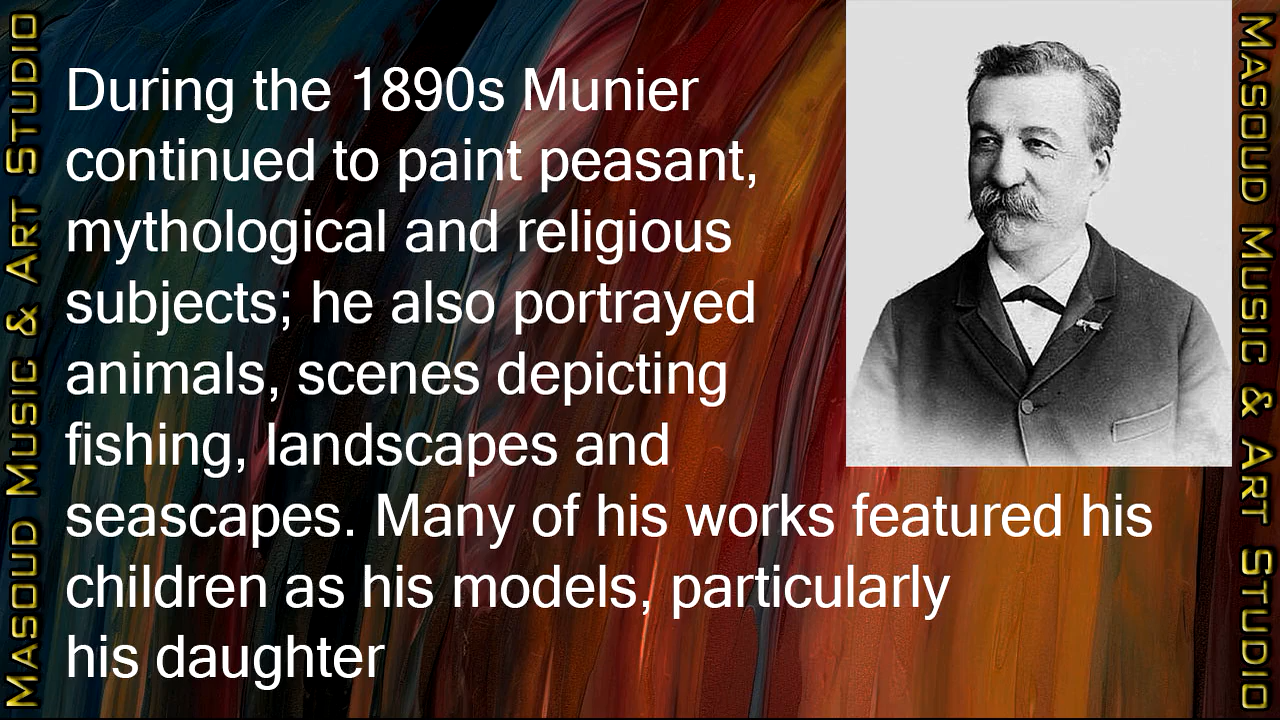 MASOUD MUSIC & ART STUDIO
During the 1890s Munier
continued to paint peasant,
mythological and religious
subjects; he also portrayed
animals, scenes depicting
fishing, landscapes and
seascapes. Many of his works featured his
children as his models, particularly
his daughter
MASOUD MUSIC & ART STUDIO